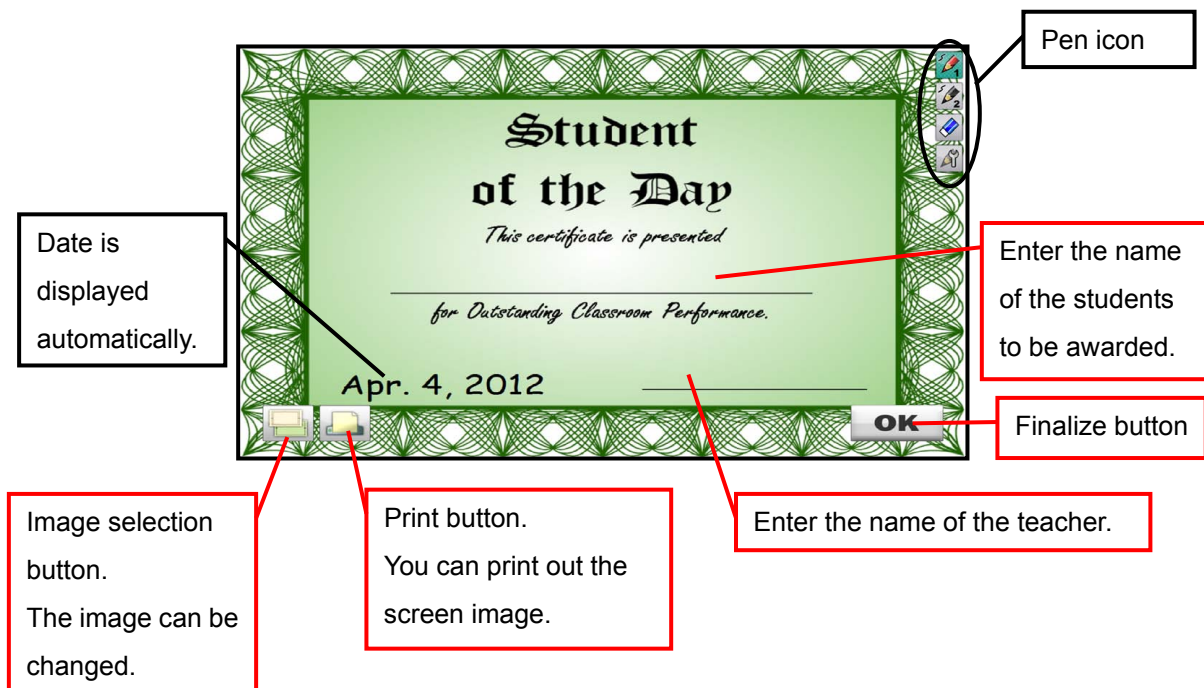 Pen icon
1
2
Student
of the Day
This certificate is presented
for Outstanding Classroom Performance.
Apr. 4, 2012
OK
Date is
displayed
automatically.
Enter the name
of the students
to be awarded.
Finalize button
Image selection
button.
The image can be
changed.
Print button.
You can print out the
screen image.
Enter the name of the teacher.